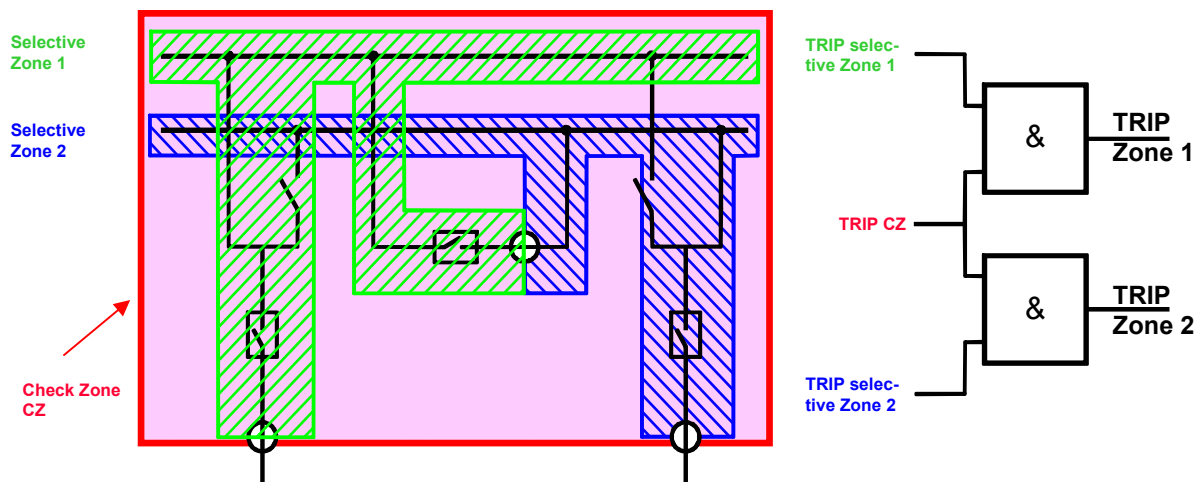 Selective
Zone 1
Selective
Zone 2
Check Zone
CZ
TRIP selec-
tive Zone 1
TRIP CZ
TRIP selec-
tive Zone 2
&
&
TRIP
Zone 1
TRIP
Zone 2